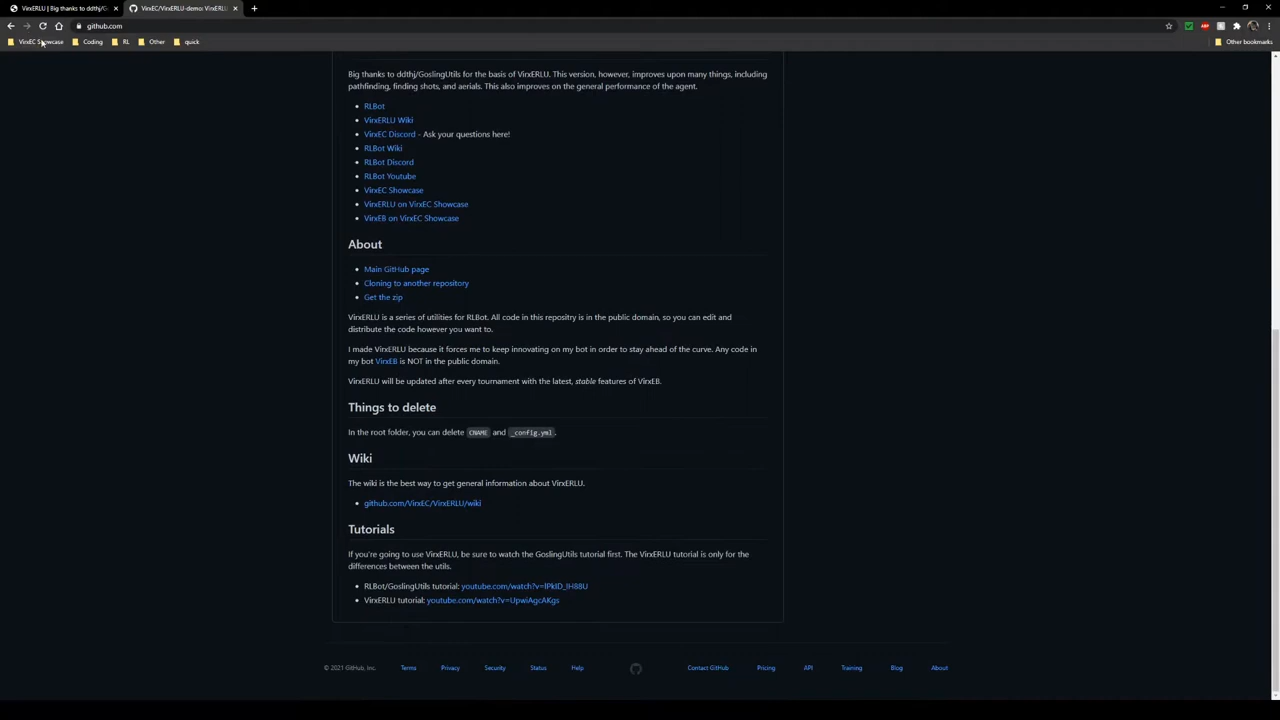 VirxERLU | Big thanks to ddthj/Go
VirxEC/VirxERLU-demo: VirxERL
github.com
VirxEC Showcase
Coding
RL
Other
quick
Other bookmarks
Big thanks to ddthj/GoslingUtils for the basis of VirxERLU. This version, however, improves upon many things, including
pathfinding, finding shots, and aerials. This also improves on the general performance of the agent.
RLBot
VirxERLU Wiki
VirxEC Discord - Ask your questions here!
RLBot Wiki
RLBot Discord
RLBot Youtube
VirxEC Showcase
VirxERLU on VirxEC Showcase
VirxEB on VirxEC Showcase
About
Main GitHub page
Cloning to another repository
Get the zip
VirxERLU is a series of utilities for RLBot. All code in this repositry is in the public domain, so you can edit and
distribute the code however you want to.
I made VirxERLU because it forces me to keep innovating on my bot in order to stay ahead of the curve. Any code in
my bot VirxEB is NOT in the public domain.
VirxERLU will be updated after every tournament with the latest, stable features of VirxEB.
Things to delete
In the root folder, you can delete CNAME and _config.yml.
Wiki
The wiki is the best way to get general information about VirxERLU.
github.com/VirxEC/VirxERLU/wiki
Tutorials
If you're going to use VirxERLU, be sure to watch the GoslingUtils tutorial first. The VirxERLU tutorial is only for the
differences between the utils.
RLBot/GoslingUtils tutorial:
VirxERLU tutorial: youtube.com/watch?v=UpwiAgcAKgs
© 2021 GitHub, Inc.
Terms
Privacy
Security
Status
Help
Contact GitHub
Pricing
API
Training
Blog
About